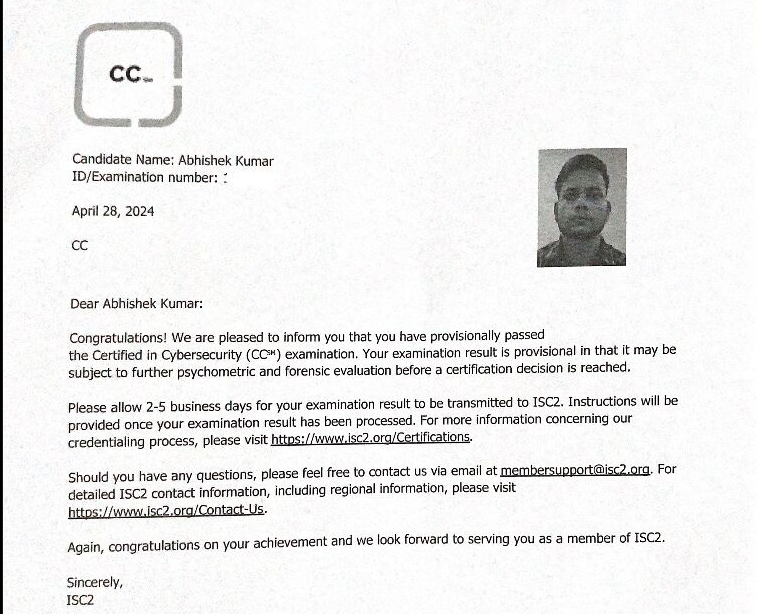 CC
Candidate Name: Abhishek Kumar
ID/Examination number:
April 28, 2024
CC
Dear Abhishek Kumar:
Congratulations! We are pleased to inform you that you have provisionally passed
the Certified in Cybersecurity (CC℠) examination. Your examination result is provisional in that it may be
subject to further psychometric and forensic evaluation before a certification decision is reached.
Please allow 2-5 business days for your examination result to be transmitted to ISC2. Instructions will be
provided once your examination result has been processed. For more information concerning our
credentialing process, please visit https://www.isc2.org/Certifications.
Should you have any questions, please feel free to contact us via email at membersupport@isc2.org. For
detailed ISC2 contact information, including regional information, please visit
https://www.isc2.org/Contact-Us.
Again, congratulations on your achievement and we look forward to serving you as a member of ISC2.
Sincerely,
ISC2